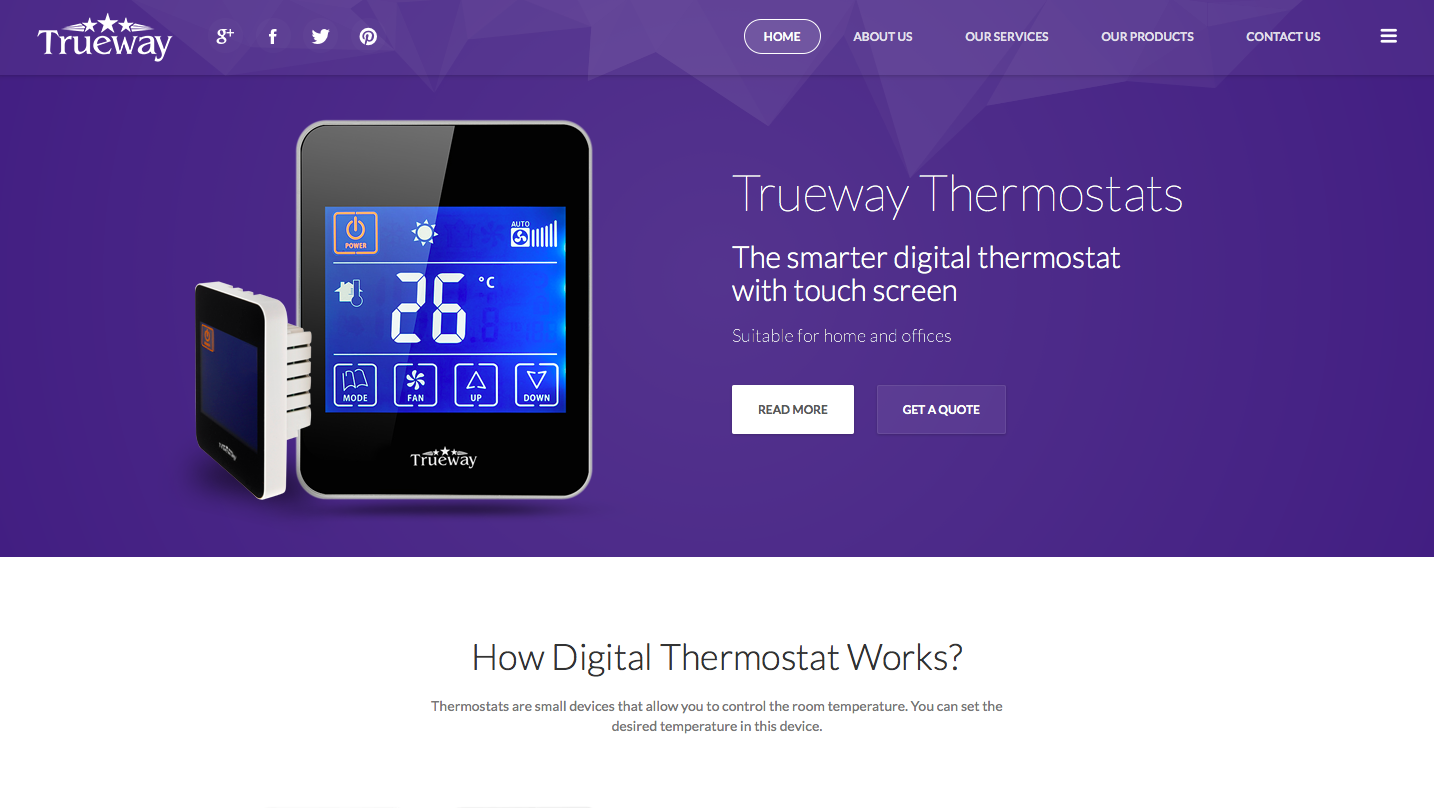 Trueway
g+
f
HOME
ABOUT US
OUR SERVICES
OUR PRODUCTS
CONTACT US
POWER
AUTO
26 °C
MODE
FAN
UP
DOWN
Trueway
Trueway Thermostats
The smarter digital thermostat
with touch screen
Suitable for home and offices
READ MORE
GET A QUOTE
How Digital Thermostat Works?
Thermostats are small devices that allow you to control the room temperature. You can set the
desired temperature in this device.